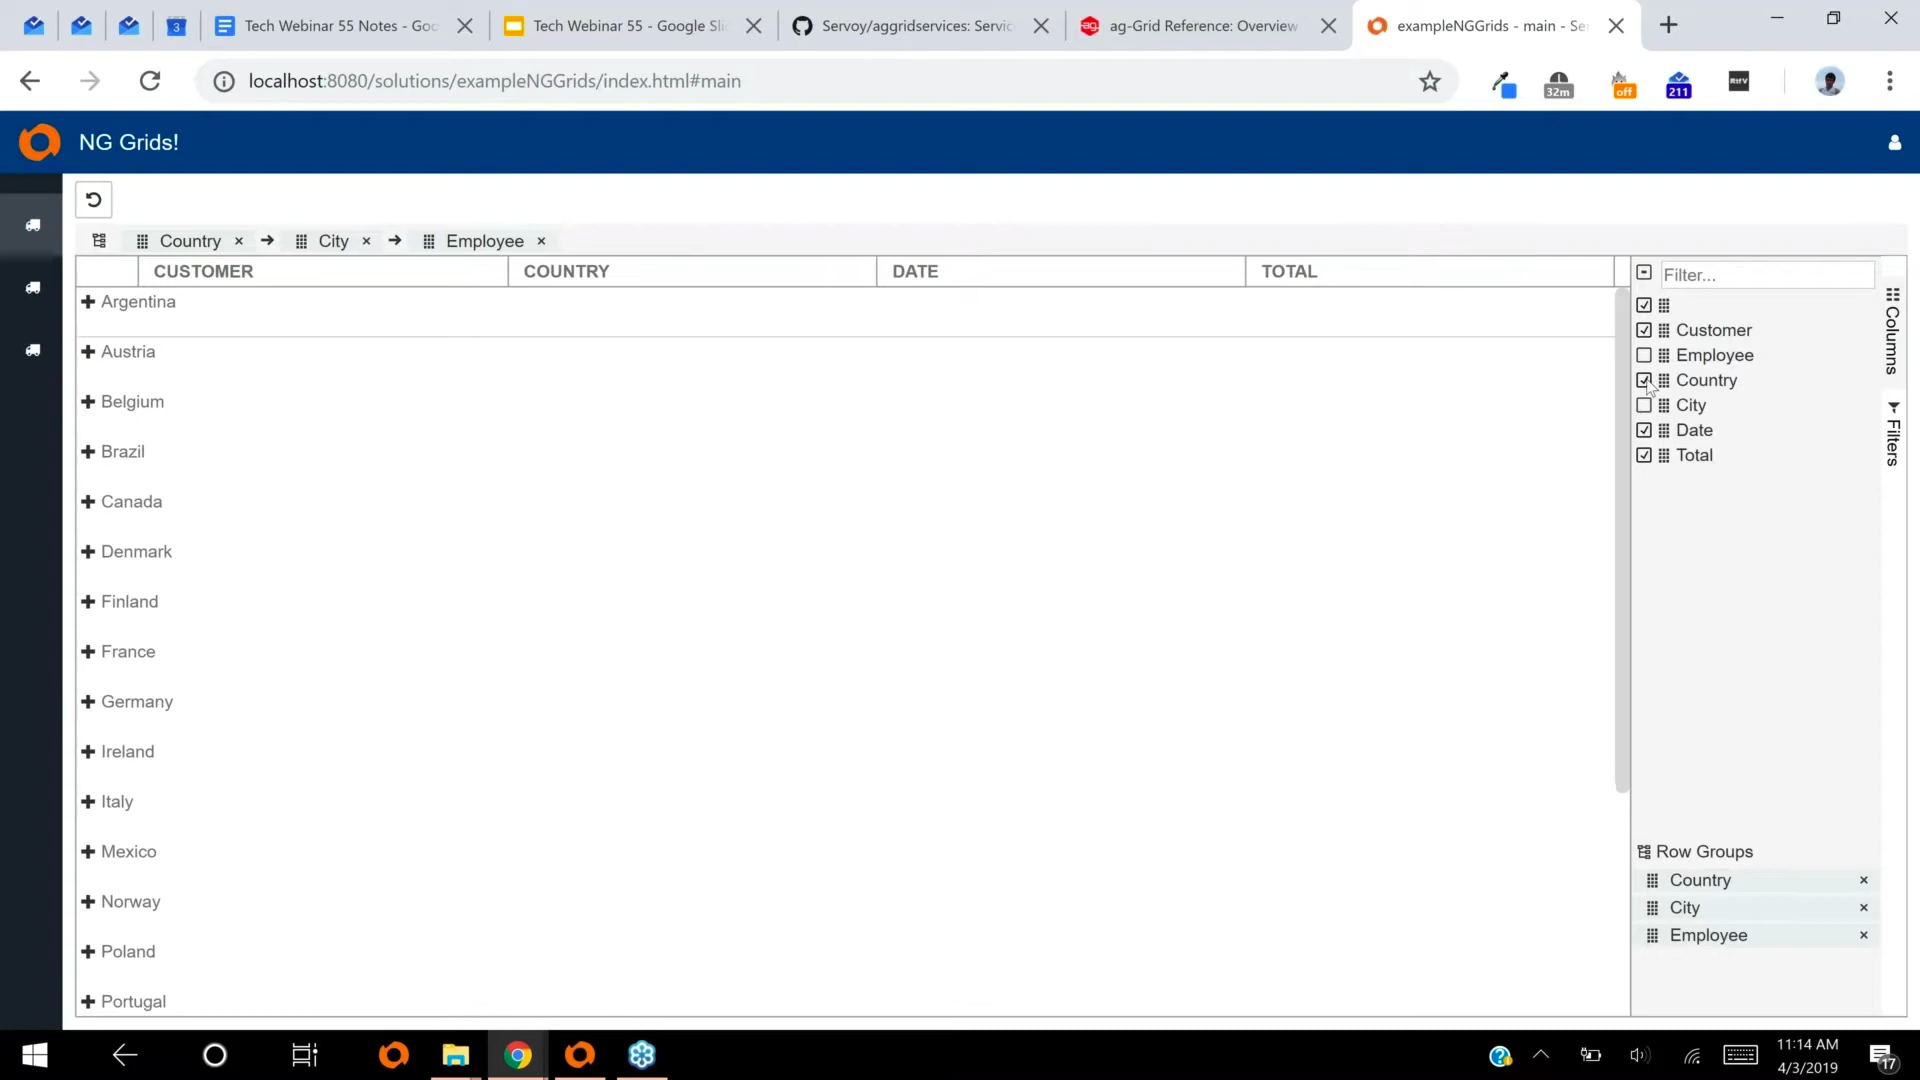 3
Tech Webinar 55 Notes - Goo
Tech Webinar 55 - Google Sli
Servoy/aggridservices: Servic
ag-Grid Reference: Overview
exampleNGGrids - main - Se
localhost:8080/solutions/exampleNGGrids/index.html#main
32m
off
211
NG Grids!
Country × → City × → Employee ×
CUSTOMER COUNTRY DATE TOTAL
Filter...
Argentina
Austria
Belgium
Brazil
Canada
Denmark
Finland
France
Germany
Ireland
Italy
Mexico
Norway
Poland
Portugal
Customer
Employee
Country
City
Date
Total
Columns
Filters
Row Groups
Country ×
City ×
Employee ×
11:14 AM
4/3/2019
17